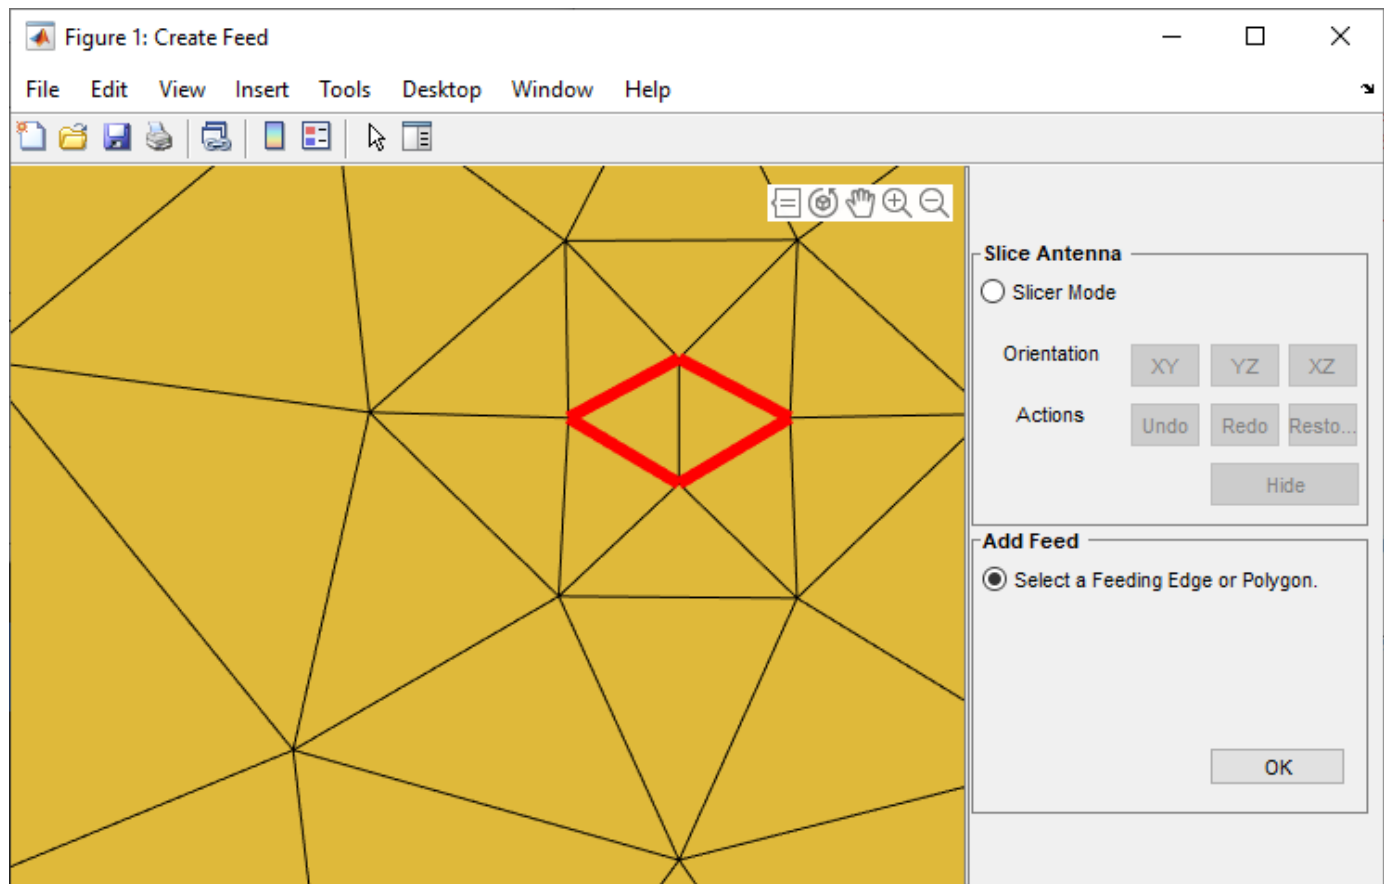 Figure 1: Create Feed
File Edit View Insert Tools Desktop Window Help
Slice Antenna
Slicer Mode
Orientation XY YZ XZ
Actions Undo Redo Resto...
Hide
Add Feed
Select a Feeding Edge or Polygon.
OK